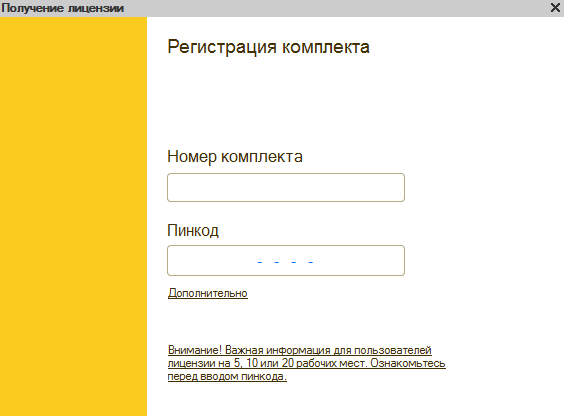 Получение лицензии
Регистрация комплекта
Номер комплекта
Пинкод
- - - -
Дополнительно
Внимание! Важная информация для пользователей
лицензии на 5, 10 или 20 рабочих мест. Ознакомьтесь
перед вводом пинкода.